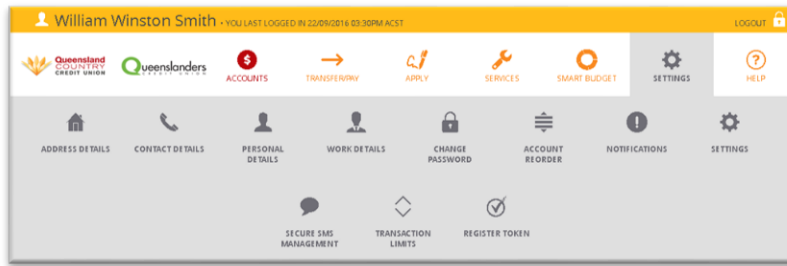 William Winston Smith • YOU LAST LOGGED IN 22/09/2016 03:30PM ACST LOGOUT
Queensland COUNTRY CREDIT UNION
Queenslanders CREDIT UNION
ACCOUNTS TRANSFER/PAY APPLY SERVICES SMART BUDGET SETTINGS HELP
ADDRESS DETAILS CONTACT DETAILS PERSONAL DETAILS WORK DETAILS CHANGE PASSWORD ACCOUNT REORDER NOTIFICATIONS SETTINGS
SECURE SMS MANAGEMENT TRANSACTION LIMITS REGISTER TOKEN